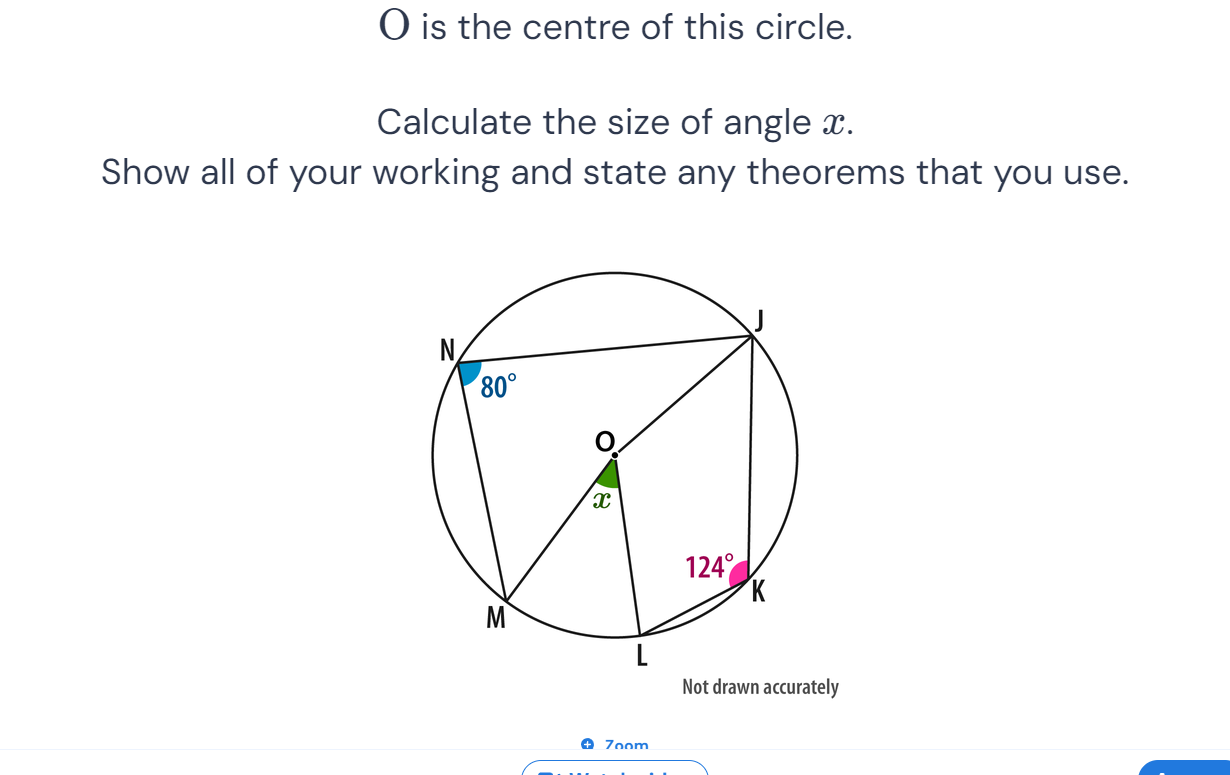 O is the centre of this circle.
Calculate the size of angle x.
Show all of your working and state any theorems that you use.
J
N
80°
O
x
124°
K
M
L
Not drawn accurately
Zoom